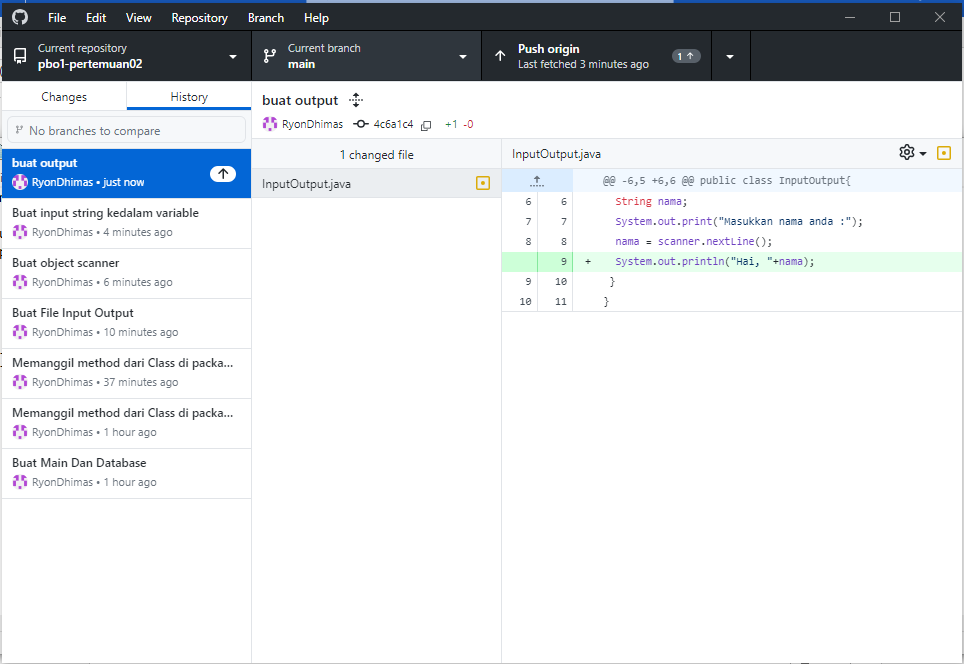 File Edit View Repository Branch Help
Current repository
pbo1-pertemuan02
Current branch
main
Push origin
Last fetched 3 minutes ago
1
Changes History
No branches to compare
buat output
RyonDhimas • just now
Buat input string kedalam variable
RyonDhimas • 4 minutes ago
Buat object scanner
RyonDhimas • 6 minutes ago
Buat File Input Output
RyonDhimas • 10 minutes ago
Memanggil method dari Class di packa...
RyonDhimas • 37 minutes ago
Memanggil method dari Class di packa...
RyonDhimas • 1 hour ago
Buat Main Dan Database
RyonDhimas • 1 hour ago
buat output
RyonDhimas 4c6a1c4 +1 -0
1 changed file
InputOutput.java
InputOutput.java
@@ -6,5 +6,6 @@ public class InputOutput{
6 6 String nama;
7 7 System.out.print("Masukkan nama anda :");
8 8 nama = scanner.nextLine();
9 + System.out.println("Hai, "+nama);
9 10 }
10 11 }